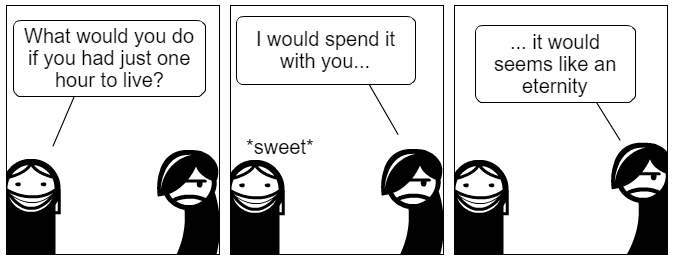 What would you do
if you had just one
hour to live?
I would spend it
with you...
*sweet*
... it would
seems like an
eternity